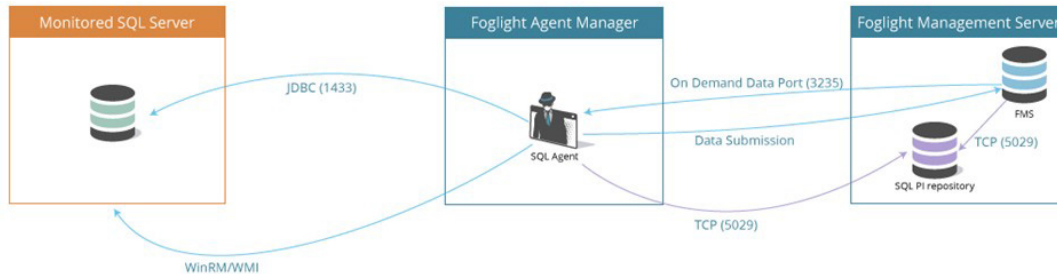 Monitored SQL Server
Foglight Agent Manager
Foglight Management Server
JDBC (1433)
On Demand Data Port (3235)
FMS
Data Submission
TCP (5029)
SQL Agent
SQL PI repository
TCP (5029)
WinRM/WMI